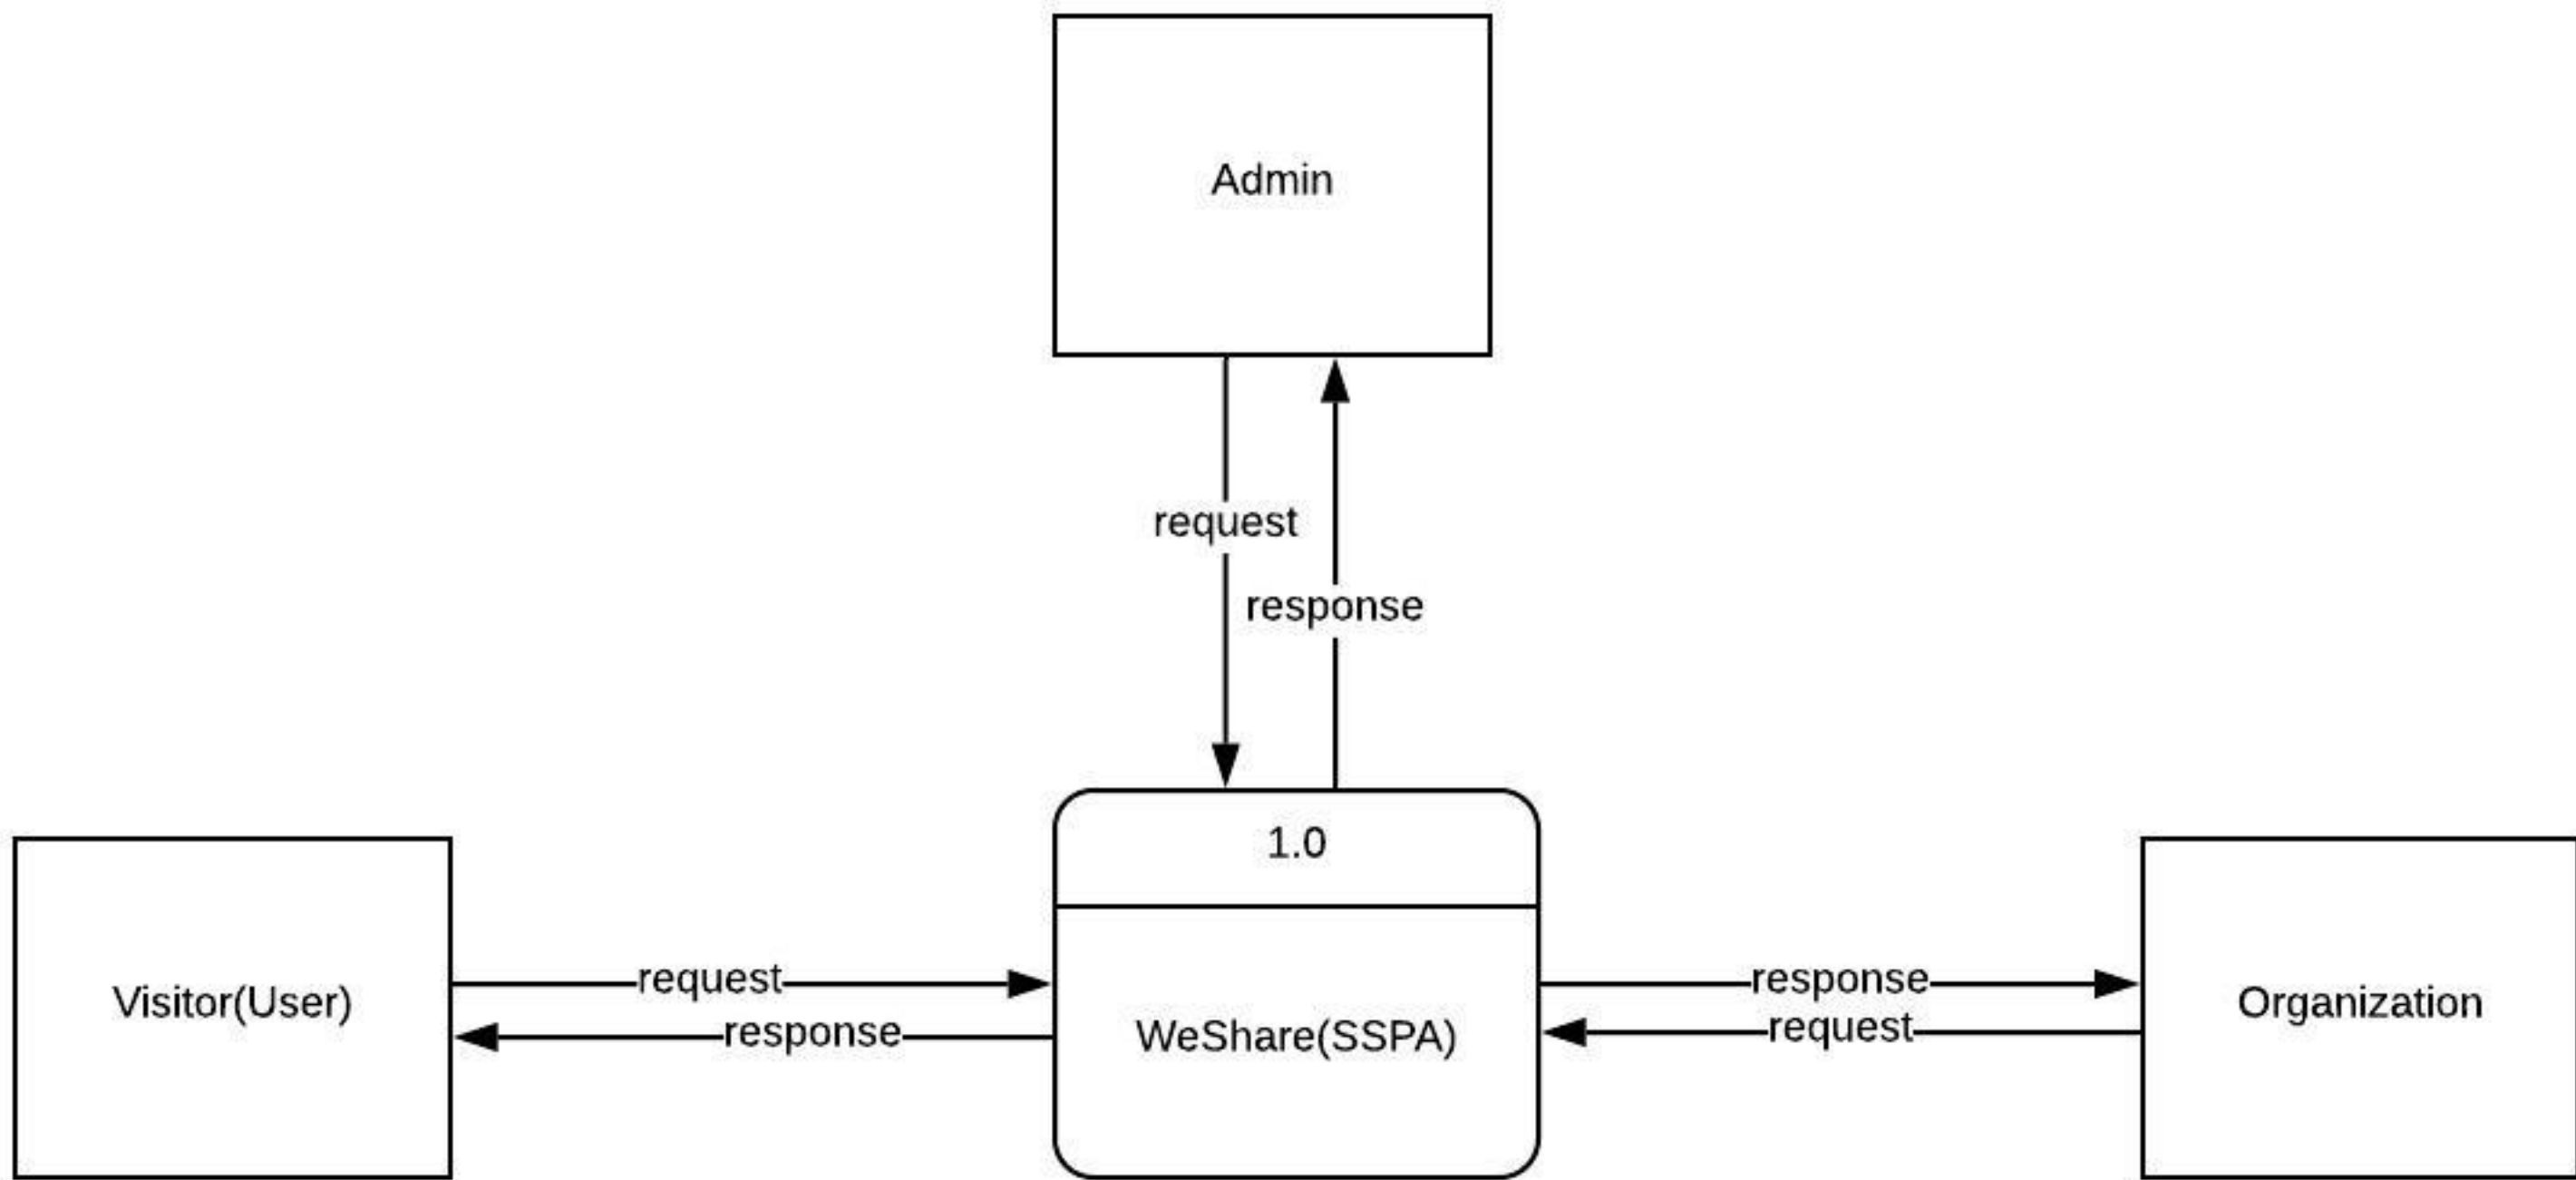 Admin
request
response
1.0
Visitor(User)
request
response
WeShare(SSPA)
response
request
Organization